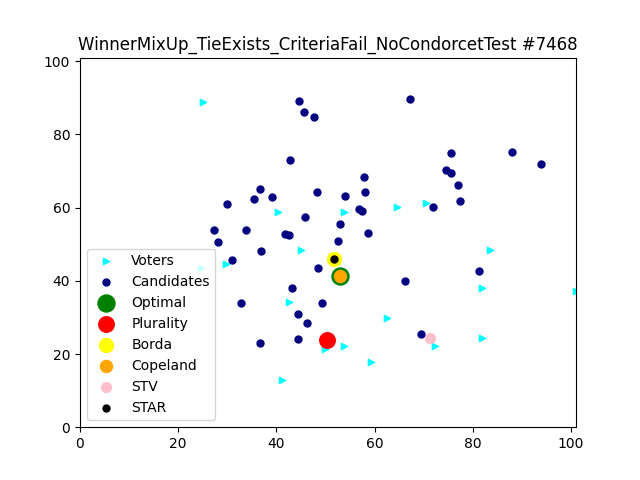 WinnerMixUp_TieExists_CriteriaFail_NoCondorcetTest #7468
100
80
60
40
20
0
Voters
Candidates
Optimal
Plurality
Borda
Copeland
STV
STAR
0 20 40 60 80 100